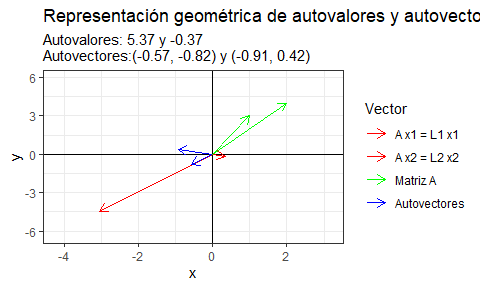 Representación geométrica de autovalores y autovecto
Autovalores: 5.37 y -0.37
Autovectores:(-0.57, -0.82) y (-0.91, 0.42)
6
3
0
-3
-6
y
-4
-2
0
2
x
Vector
A x1 = L1 x1
A x2 = L2 x2
Matriz A
Autovectores